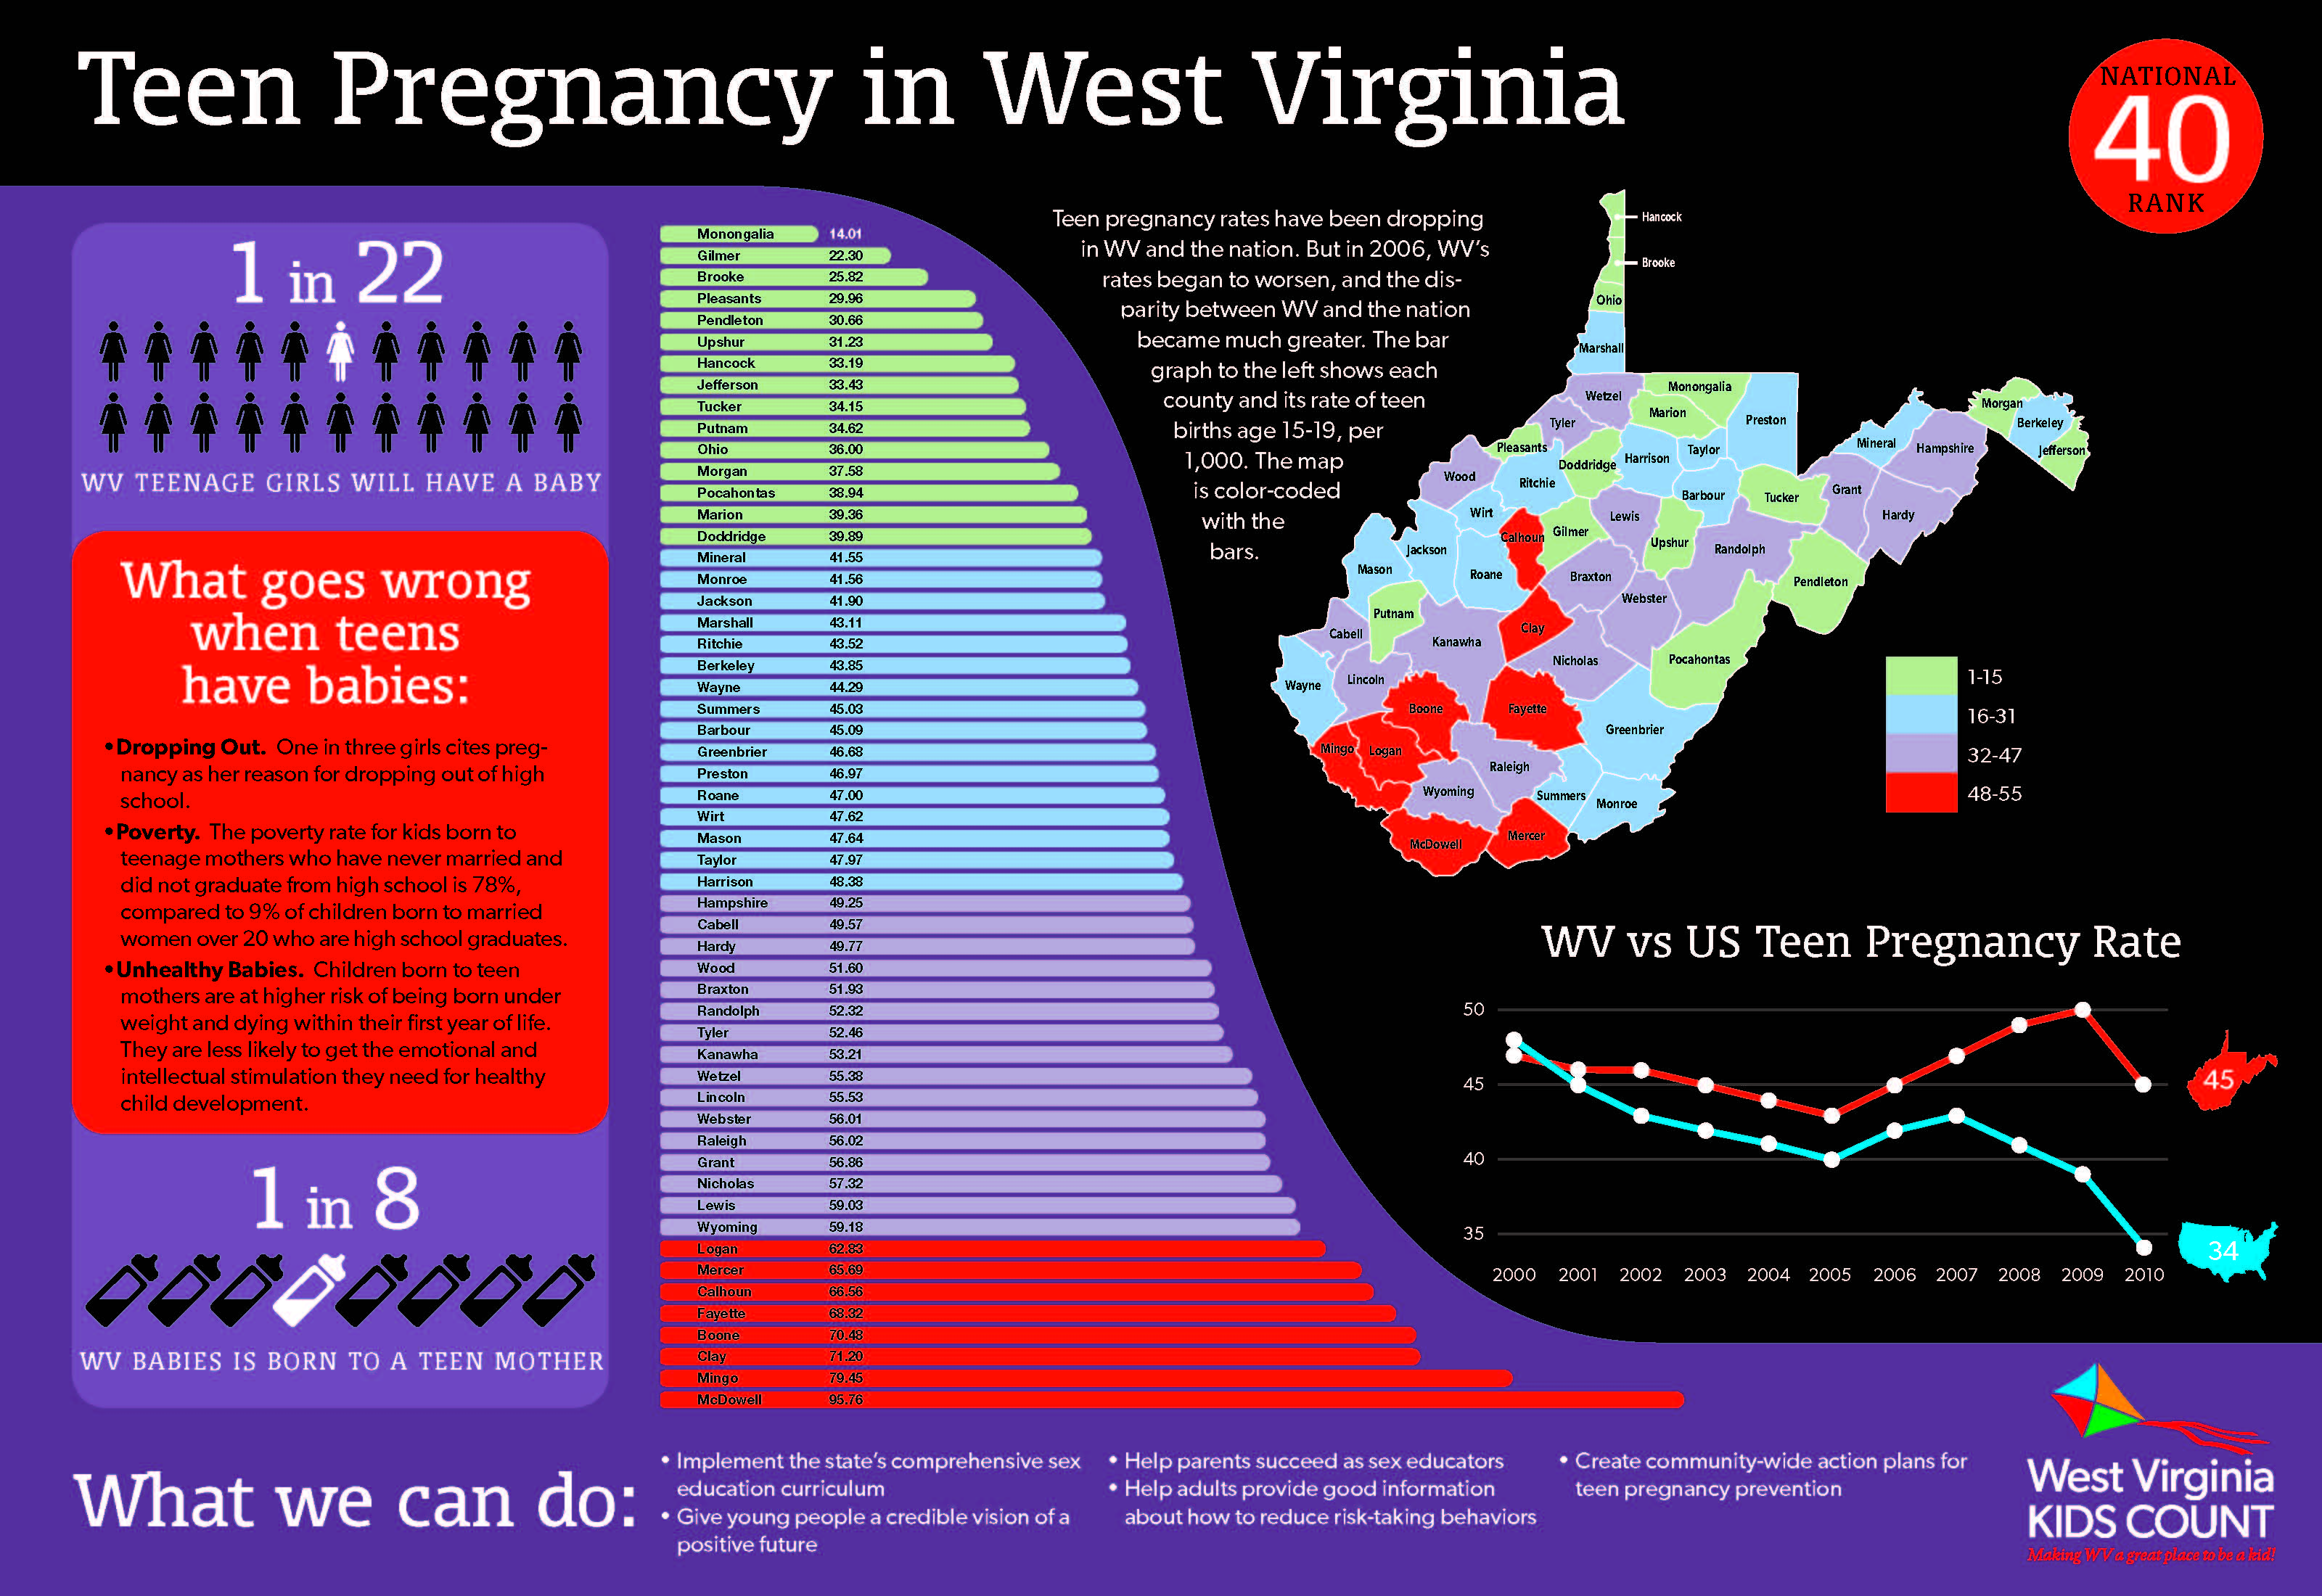 Teen Pregnancy in West Virginia
NATIONAL
40
RANK
1 in 22
WV TEENAGE GIRLS WILL HAVE A BABY
What goes wrong
when teens
have babies:
•Dropping Out. One in three girls cites preg-
nancy as her reason for dropping out of high
school.
•Poverty. The poverty rate for kids born to
teenage mothers who have never married and
did not graduate from high school is 78%,
compared to 9% of children born to married
women over 20 who are high school graduates.
•Unhealthy Babies. Children born to teen
mothers are at higher risk of being born under
weight and dying within their first year of life.
They are less likely to get the emotional and
intellectual stimulation they need for healthy
child development.
1 in 8
WV BABIES IS BORN TO A TEEN MOTHER
Monongalia 14.01
Gilmer 22.30
Brooke 25.82
Pleasants 29.96
Pendleton 30.66
Upshur 31.23
Hancock 33.19
Jefferson 33.43
Tucker 34.15
Putnam 34.62
Ohio 36.00
Morgan 37.58
Pocahontas 38.94
Marion 39.36
Doddridge 39.89
Mineral 41.55
Monroe 41.56
Jackson 41.90
Marshall 43.11
Ritchie 43.52
Berkeley 43.85
Wayne 44.29
Summers 45.03
Barbour 45.09
Greenbrier 46.68
Preston 46.97
Roane 47.00
Wirt 47.62
Mason 47.64
Taylor 47.97
Harrison 48.38
Hampshire 49.25
Cabell 49.57
Hardy 49.77
Wood 51.60
Braxton 51.93
Randolph 52.32
Tyler 52.46
Kanawha 53.21
Wetzel 55.38
Lincoln 55.53
Webster 56.01
Raleigh 56.02
Grant 56.86
Nicholas 57.32
Lewis 59.03
Wyoming 59.18
Logan 62.83
Mercer 65.69
Calhoun 66.56
Fayette 68.32
Boone 70.48
Clay 71.20
Mingo 79.45
McDowell 95.76
Teen pregnancy rates have been dropping
in WV and the nation. But in 2006, WV's
rates began to worsen, and the dis-
parity between WV and the nation
became much greater. The bar
graph to the left shows each
county and its rate of teen
births age 15-19, per
1,000. The map
is color-coded
with the
bars.
Hancock
Brooke
Ohio
Marshall
Wetzel
Monongalia
Marion
Preston
Tyler
Morgan
Berkeley
Jefferson
Mineral
Hampshire
Pleasants
Doddridge
Harrison
Taylor
Wood
Ritchie
Barbour
Tucker
Grant
Hardy
Wirt
Lewis
Calhoun
Gilmer
Upshur
Randolph
Jackson
Mason
Roane
Braxton
Pendleton
Webster
Putnam
Clay
Cabell
Kanawha
Nicholas
Pocahontas
Wayne
Lincoln
Boone
Fayette
Greenbrier
Mingo
Logan
Raleigh
Wyoming
Summers
Monroe
McDowell
Mercer
1-15
16-31
32-47
48-55
WV vs US Teen Pregnancy Rate
50
45
40
35
2000 2001 2002 2003 2004 2005 2006 2007 2008 2009 2010
45
34
What we can do:
• Implement the state's comprehensive sex
education curriculum
• Give young people a credible vision of a
positive future
• Help parents succeed as sex educators
• Help adults provide good information
about how to reduce risk-taking behaviors
• Create community-wide action plans for
teen pregnancy prevention
West Virginia
KIDS COUNT
Making WV a great place to be a kid!